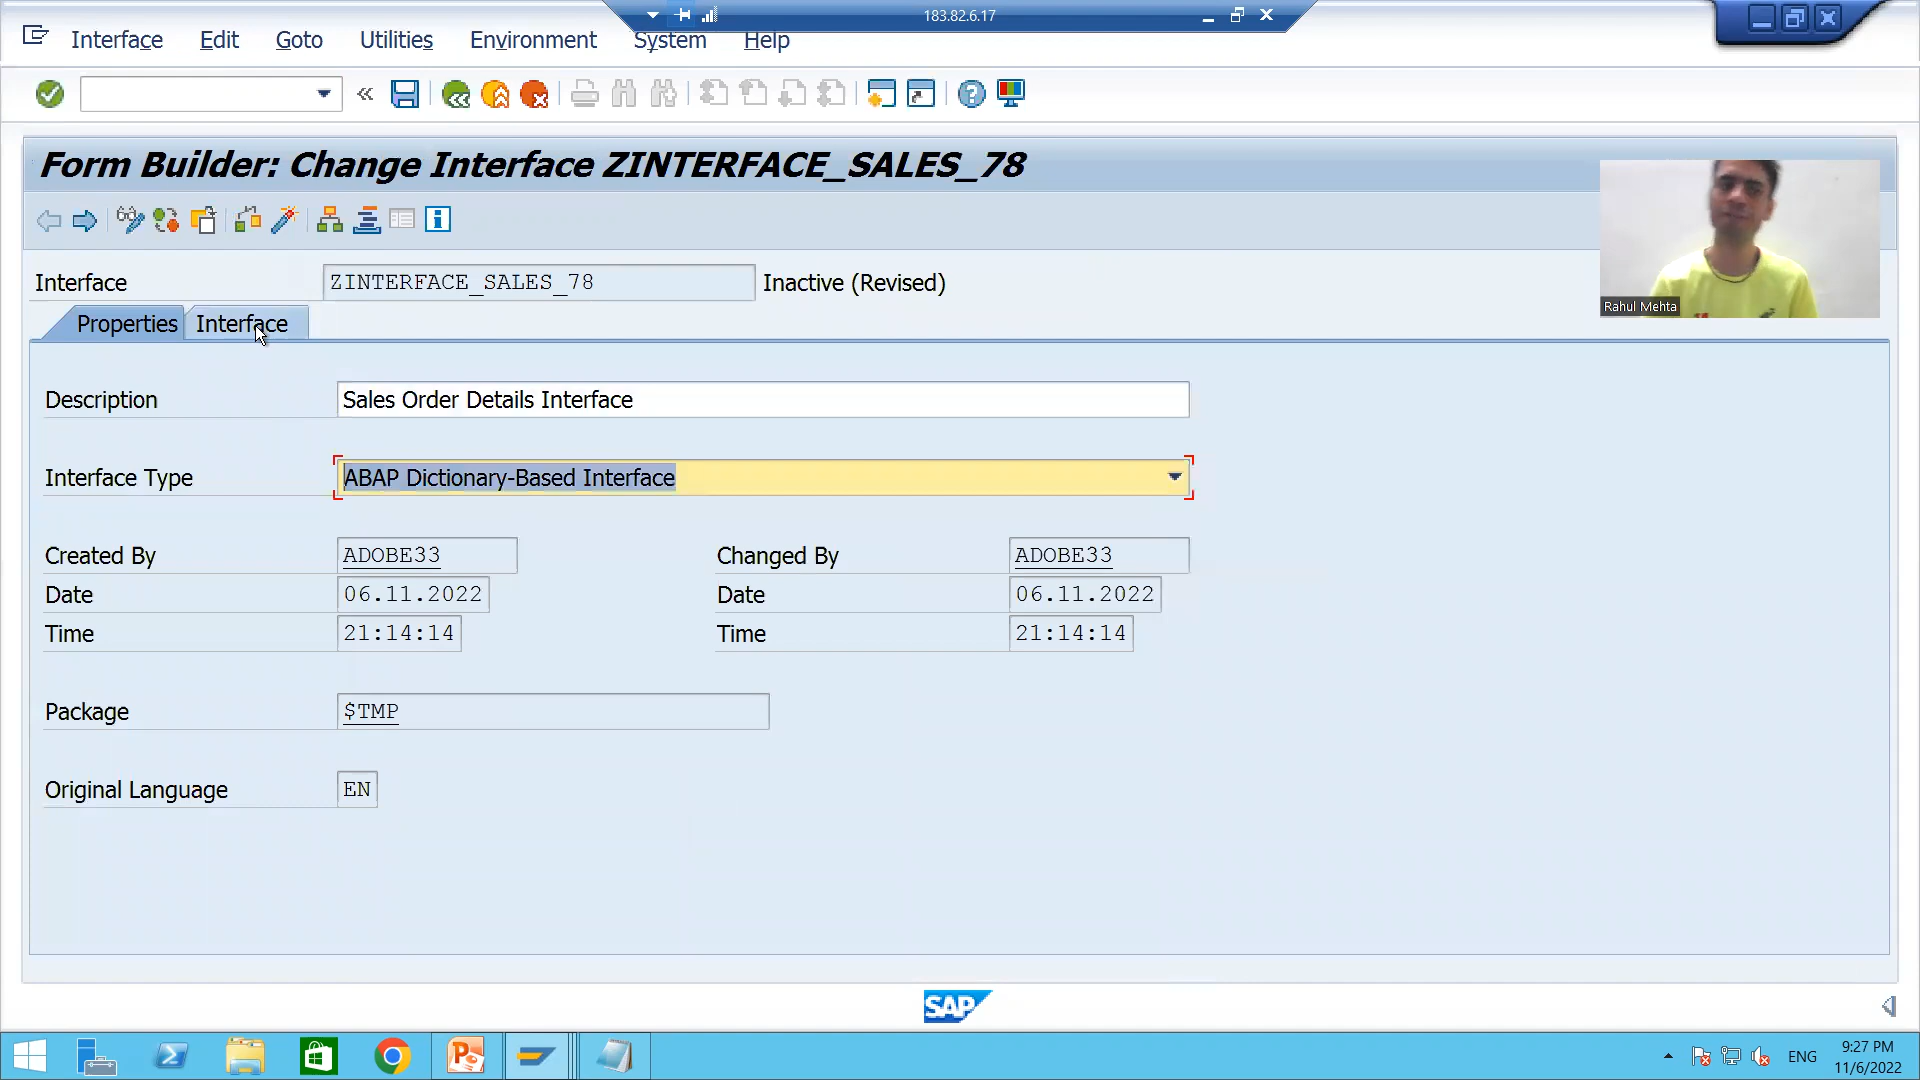 183.82.6.17
Interface Edit Goto Utilities Environment System Help
Form Builder: Change Interface ZINTERFACE_SALES_78
Interface ZINTERFACE_SALES_78 Inactive (Revised)
Rahul Mehta
Properties Interface
Description Sales Order Details Interface
Interface Type ABAP Dictionary-Based Interface
Created By ADOBE33 Changed By ADOBE33
Date 06.11.2022 Date 06.11.2022
Time 21:14:14 Time 21:14:14
Package $TMP
Original Language EN
SAP
ENG 9:27 PM
11/6/2022